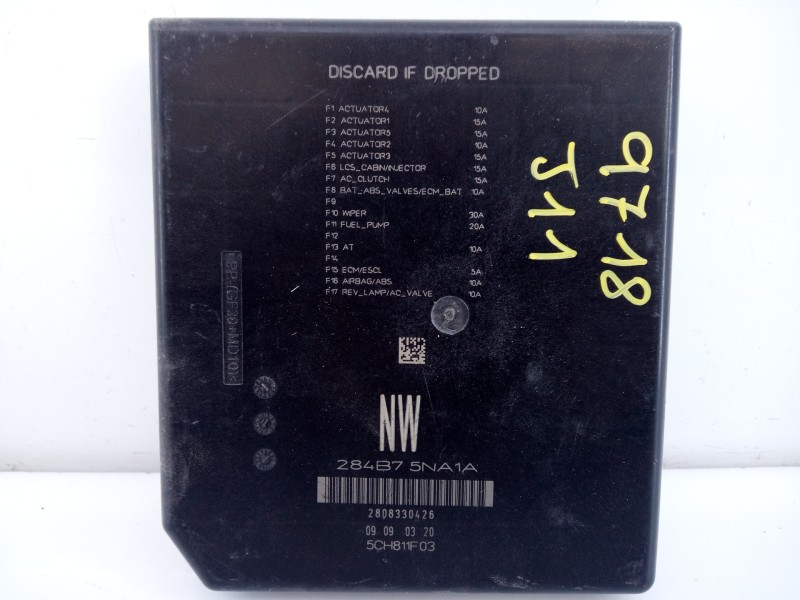 DISCARD IF DROPPED
F1 ACTUATOR4 10A
F2 ACTUATOR1 15A
F3 ACTUATOR5 15A
F4 ACTUATOR2 10A
F5 ACTUATOR3 15A
F6 LCS_CABIN/INJECTOR 15A
F7 AC_CLUTCH 15A
F8 BAT_ABS_VALVES/ECM_BAT 10A
F9
F10 WIPER 30A
F11 FUEL_PUMP 20A
F12
F13 AT 10A
F14
F15 ECM/ESCL 5A
F16 AIRBAG/ABS 10A
F17 REV_LAMP/AC_VALVE 10A
9718
J11
NW
284B7 5NA1A
2808330426
09 09 03 20
5CH811F03